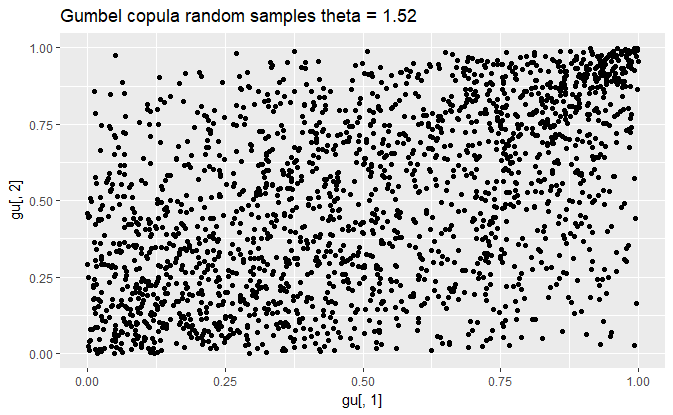 Gumbel copula random samples theta = 1.52
1.00
0.75
0.50
0.25
0.00
gu[, 2]
0.00 0.25 0.50 0.75 1.00
gu[, 1]